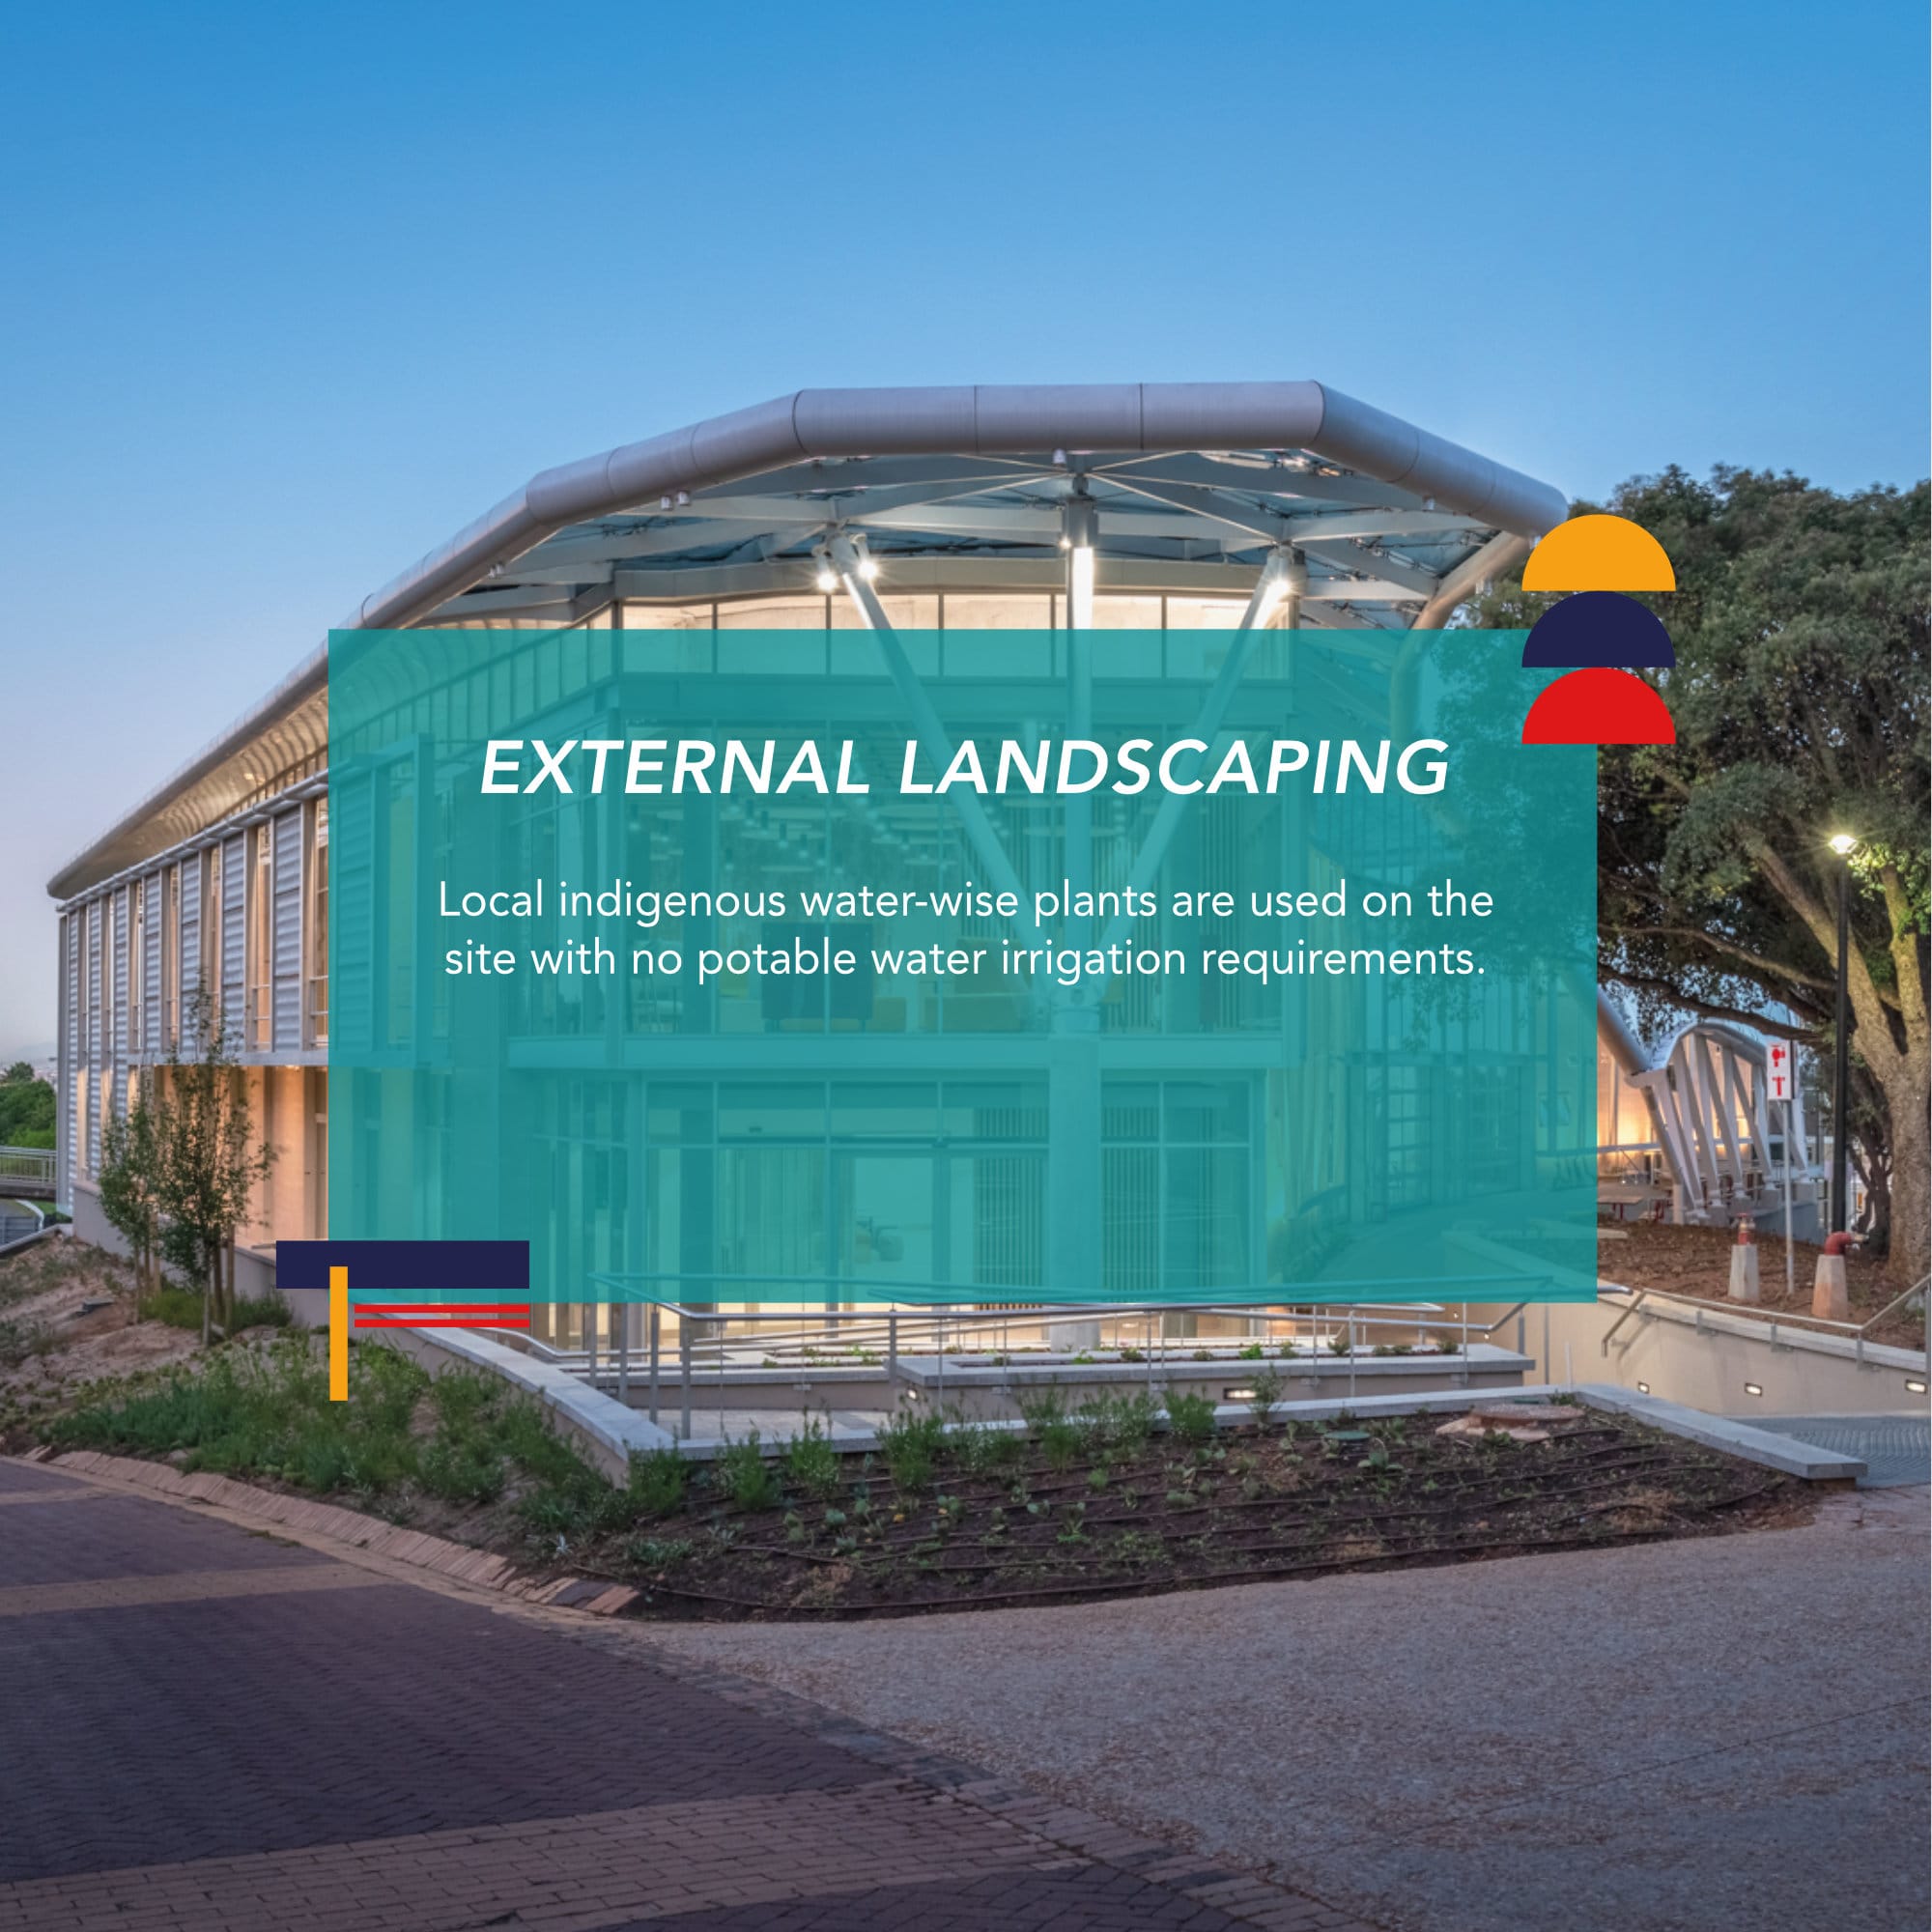 EXTERNAL LANDSCAPING
Local indigenous water-wise plants are used on the
site with no potable water irrigation requirements.